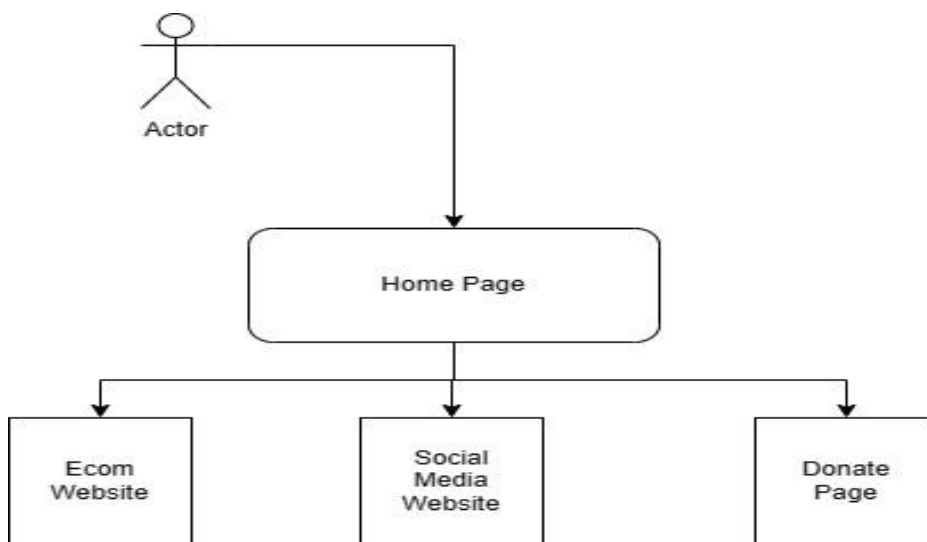 Actor
Home Page
Ecom
Website
Social
Media
Website
Donate
Page